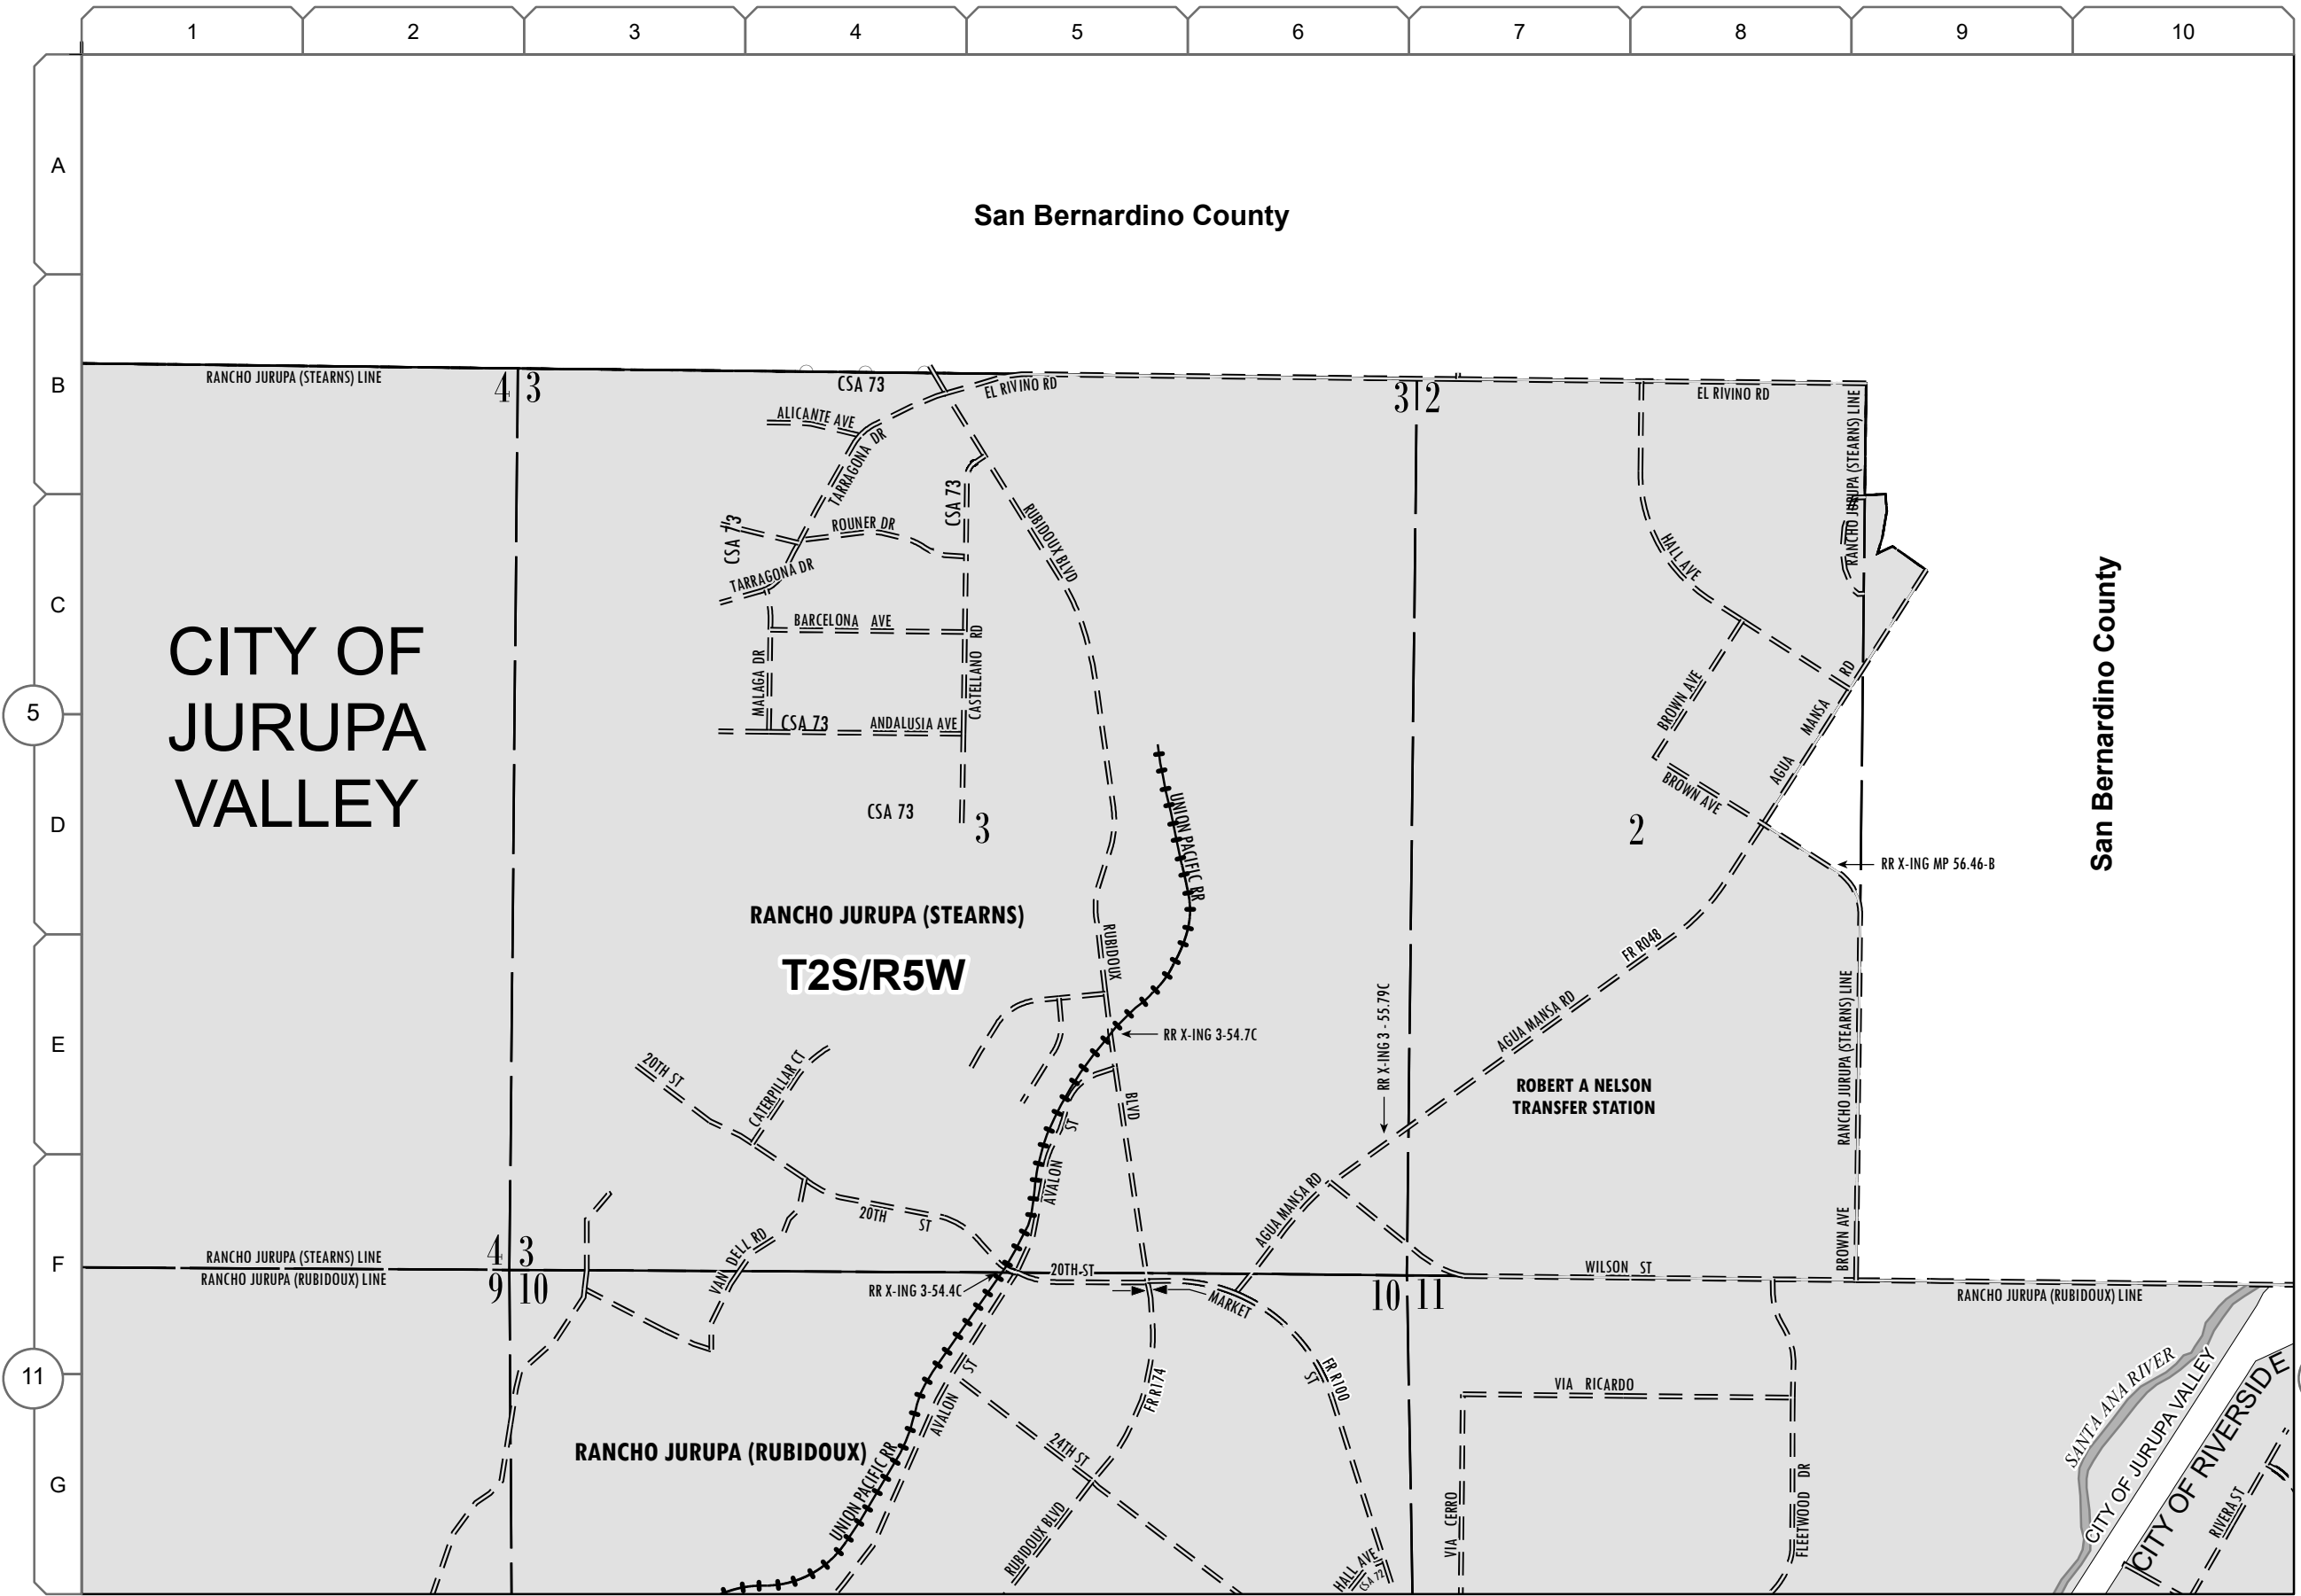 1 2 3 4 5 6 7 8 9 10
A
San Bernardino County
B
RANCHO JURUPA (STEARNS) LINE
4 3
CSA 73
EL RIVINO RD
3 2
EL RIVINO RD
ALICANTE AVE
TARRAGONA DR
RANCHO JURUPA (STEARNS) LINE
CSA 73
CSA 73
ROUNER DR
RUBIDOUX BLVD
HALL AVE
TARRAGONA DR
C
BARCELONA AVE
CITY OF
JURUPA
VALLEY
MALAGA DR
CASTELLANO RD
BROWN AVE
AGUA MANSA RD
San Bernardino County
5
CSA 73
ANDALUSIA AVE
BROWN AVE
UNION PACIFIC RR
D
CSA 73
3
2
RR X-ING MP 56.46-B
RANCHO JURUPA (STEARNS)
T2S/R5W
RUBIDOUX BLVD
FR R048
RANCHO JURUPA (STEARNS) LINE
AGUA MANSA RD
E
RR X-ING 3-54.7C
RR X-ING 3 - 55.79C
20TH ST
CATERPILLAR CT
ROBERT A NELSON
TRANSFER STATION
AVALON ST
AGUA MANSA RD
20TH ST
VAN DELL RD
BROWN AVE
F
RANCHO JURUPA (STEARNS) LINE
4 3
RANCHO JURUPA (RUBIDOUX) LINE
9 10
RR X-ING 3-54.4C
20TH ST
MARKET ST
10 11
WILSON ST
RANCHO JURUPA (RUBIDOUX) LINE
11
AVALON ST
FR R174
FR R100
VIA RICARDO
SANTA ANA RIVER
CITY OF JURUPA VALLEY
CITY OF RIVERSIDE
RANCHO JURUPA (RUBIDOUX)
24TH ST
G
UNION PACIFIC RR
RUBIDOUX BLVD
HALL AVE
CSA 72
VIA CERRO
FLEETWOOD DR
RIVERA ST